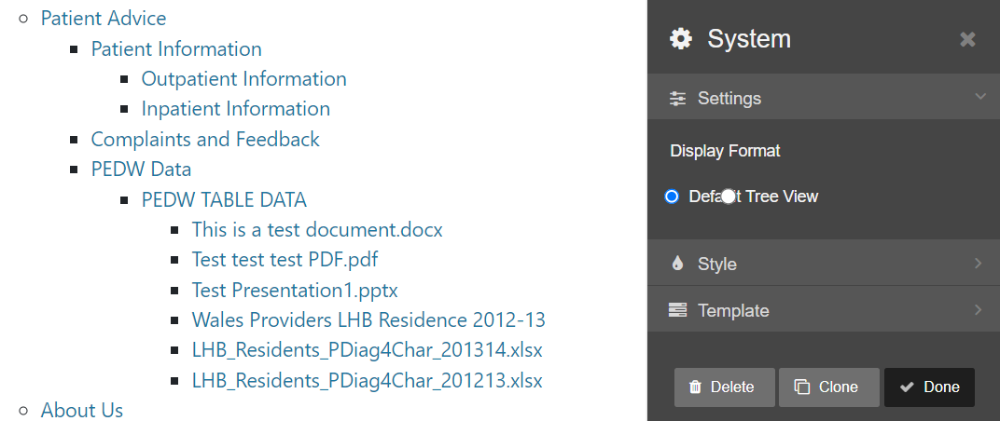 Patient Advice
Patient Information
Outpatient Information
Inpatient Information
Complaints and Feedback
PEDW Data
PEDW TABLE DATA
This is a test document.docx
Test test test PDF.pdf
Test Presentation1.pptx
Wales Providers LHB Residence 2012-13
LHB_Residents_PDiag4Char_201314.xlsx
LHB_Residents_PDiag4Char_201213.xlsx
About Us
System
Settings
Display Format
Tree View
Style
Template
Delete Clone Done